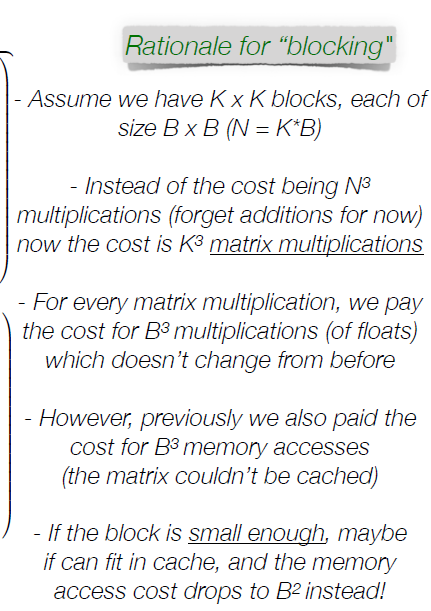 Rationale for “blocking"
- Assume we have K x K blocks, each of
size B x B (N = K*B)
- Instead of the cost being N³
multiplications (forget additions for now)
now the cost is K³ matrix multiplications
- For every matrix multiplication, we pay
the cost for B³ multiplications (of floats)
which doesn’t change from before
- However, previously we also paid the
cost for B³ memory accesses
(the matrix couldn’t be cached)
- If the block is small enough, maybe
if can fit in cache, and the memory
access cost drops to B² instead!